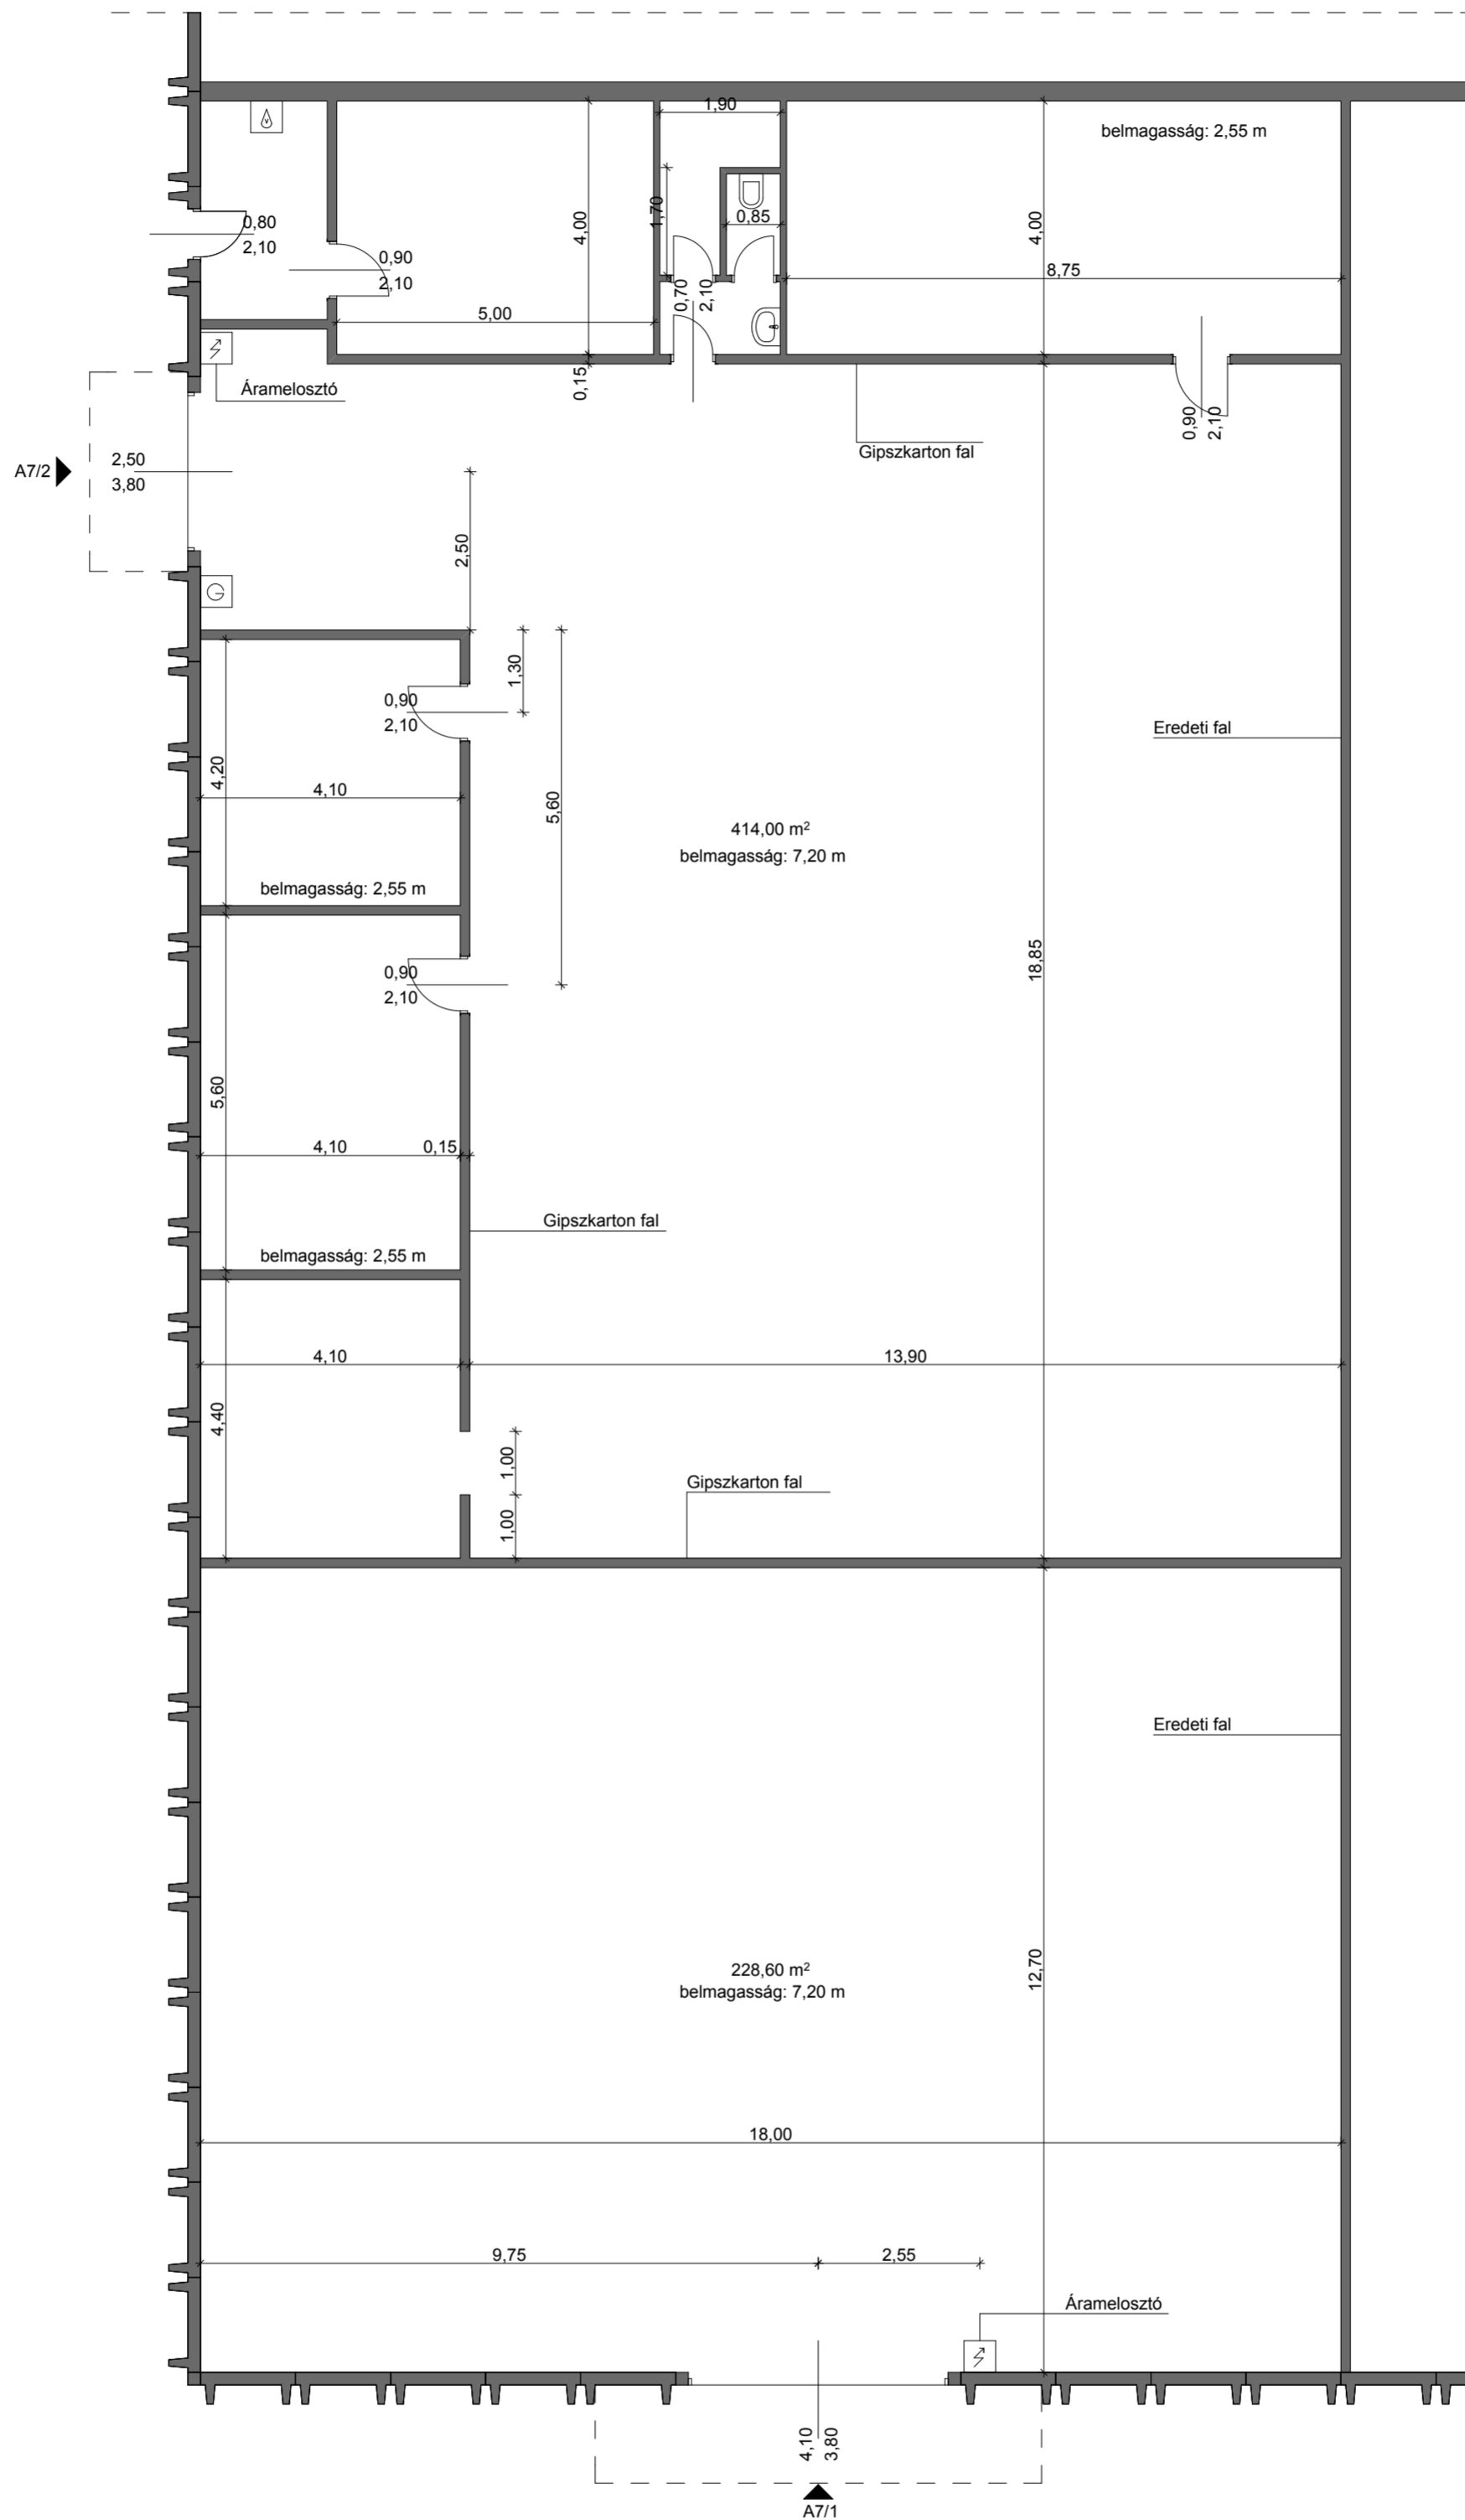 1,90
belmagasság: 2,55 m
1,70
0,85
4,00
4,00
0,80
2,10
0,90
2,10
8,75
0,70
2,10
5,00
0,15
Áramelosztó
0,90
2,10
Gipszkarton fal
A7/2
2,50
3,80
2,50
1,30
0,90
2,10
Eredeti fal
4,20
4,10
5,60
414,00 m²
belmagasság: 7,20 m
belmagasság: 2,55 m
18,85
0,90
2,10
5,60
4,10
0,15
Gipszkarton fal
belmagasság: 2,55 m
4,10
13,90
4,40
1,00
Gipszkarton fal
1,00
Eredeti fal
228,60 m²
belmagasság: 7,20 m
12,70
18,00
9,75
2,55
Áramelosztó
4,10
3,80
A7/1